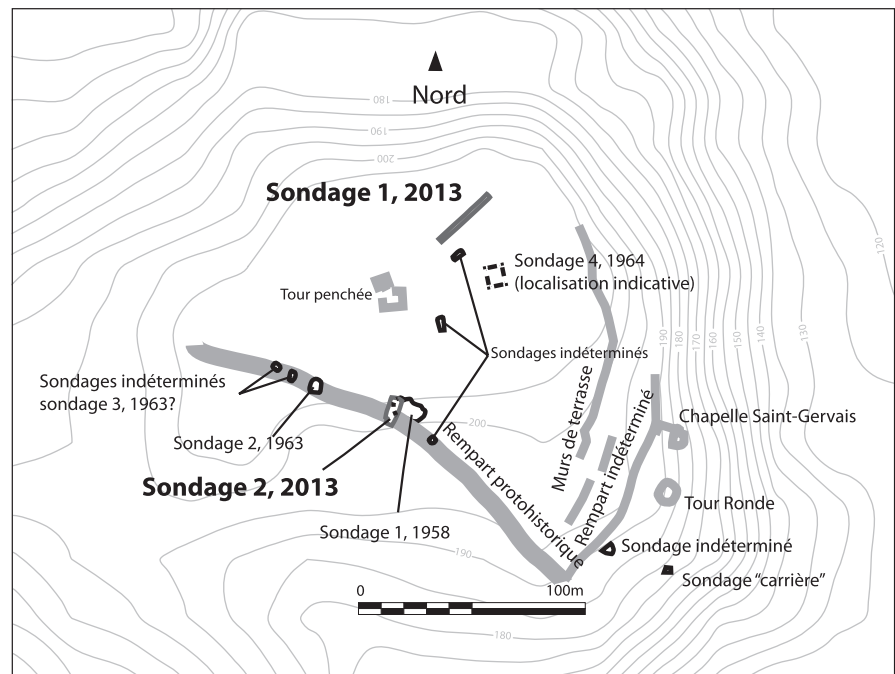 Nord
180
190
200
Sondage 1, 2013
Sondage 4, 1964
(localisation indicative)
Tour penchée
120
190
180
170
160
150
140
130
Sondages indéterminés
Sondages indéterminés
sondage 3, 1963?
Murs de terrasse
Rempart indéterminé
Chapelle Saint-Gervais
200
Sondage 2, 1963
Rempart protohistorique
Sondage 2, 2013
Tour Ronde
Sondage 1, 1958
Sondage indéterminé
190
Sondage "carrière"
0
100m
180